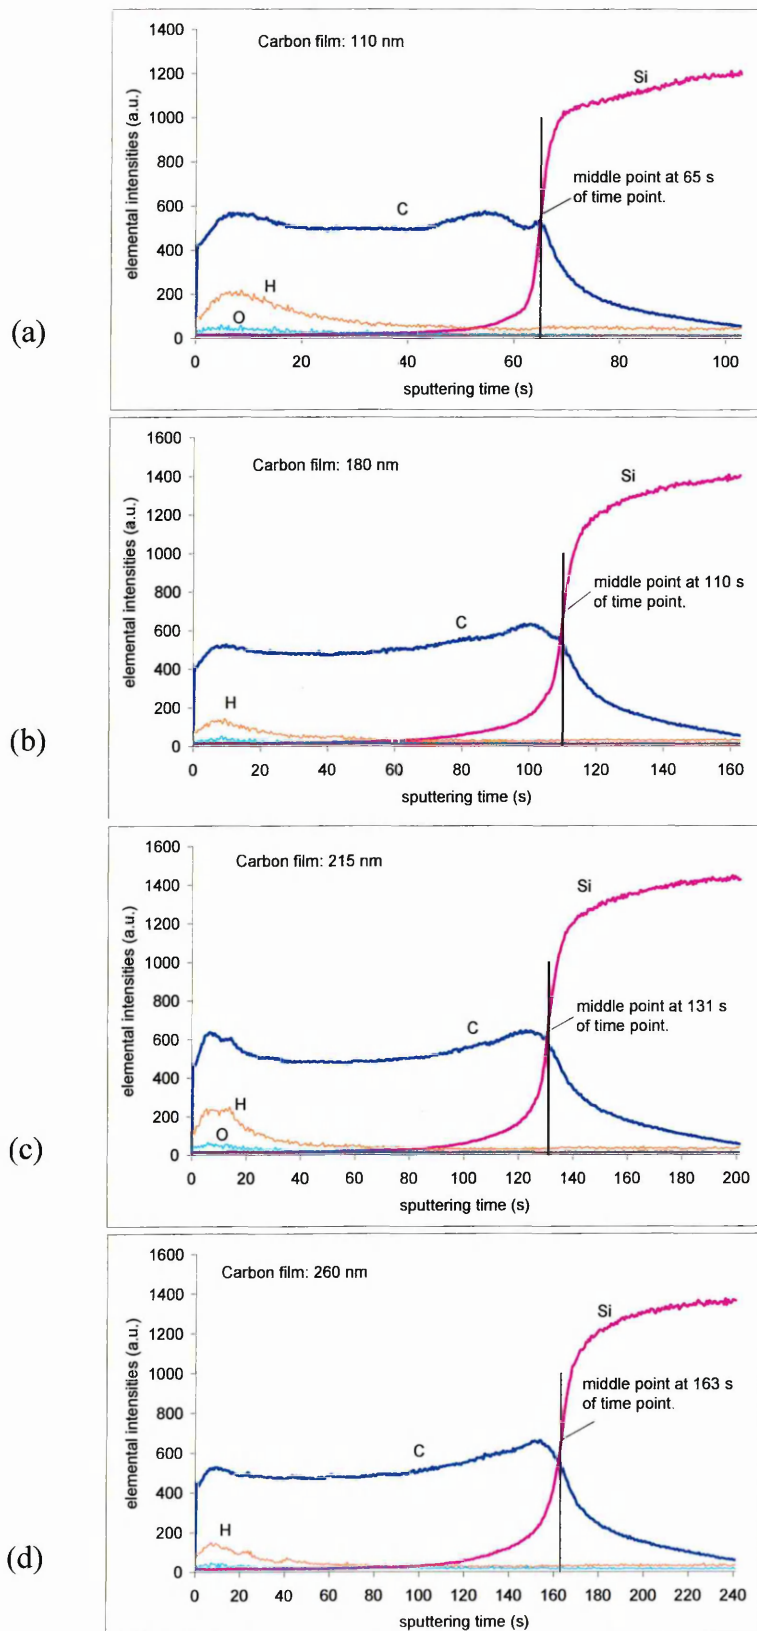 (a)
Carbon film: 110 nm
elemental intensities (a.u.)
1400
1200
1000
800
600
400
200
0
Si
C
H
O
middle point at 65 s
of time point.
0 20 40 60 80 100
sputtering time (s)
(b)
Carbon film: 180 nm
elemental intensities (a.u.)
1600
1400
1200
1000
800
600
400
200
0
Si
C
H
middle point at 110 s
of time point.
0 20 40 60 80 100 120 140 160
sputtering time (s)
(c)
Carbon film: 215 nm
elemental intensities (a.u.)
1600
1400
1200
1000
800
600
400
200
0
Si
C
H
O
middle point at 131 s
of time point.
0 20 40 60 80 100 120 140 160 180 200
sputtering time (s)
(d)
Carbon film: 260 nm
elemental intensities (a.u.)
1600
1400
1200
1000
800
600
400
200
0
Si
C
H
middle point at 163 s
of time point.
0 20 40 60 80 100 120 140 160 180 200 220 240
sputtering time (s)